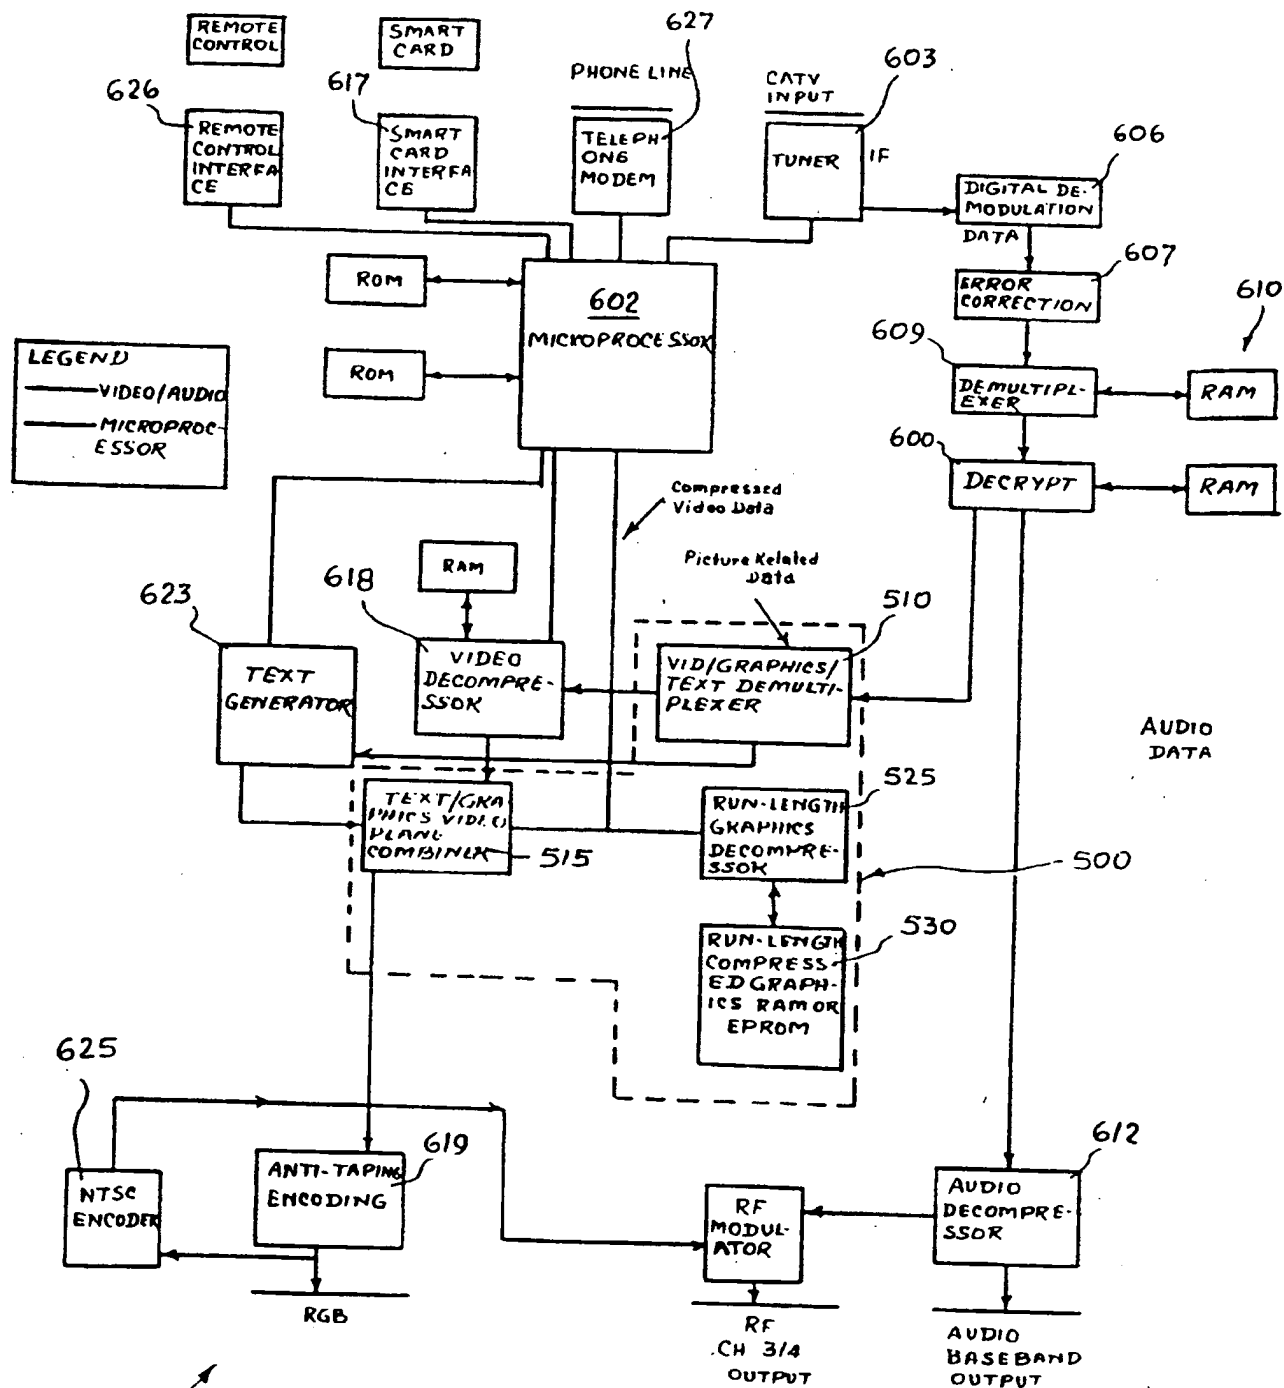 REMOTE
CONTROL
SMART
CARD
627
603
PHONE LINE
CATV
INPUT
626
617
REMOTE
CONTROL
INTERFA
CE
SMART
CARD
INTERFA
CE
TELEPH
ONE
MODEM
TUNER
IF
606
DIGITAL DE-
MODULATION
DATA
607
ERROR
CORRECTION
610
ROM
602
MICROPROCESSOR
609
LEGEND
VIDEO/AUDIO
MICROPROC-
ESSOR
ROM
DEMULTIPL-
EXER
RAM
600
DECRYPT
RAM
Compressed
Video Data
RAM
618
Picture Related
Data
510
623
TEXT
GENERATOR
VIDEO
DECOMPRE-
SSOR
VID/GRAPHICS/
TEXT DEMULTI-
PLEXER
AUDIO
DATA
TEXT/GRA
PHICS VIDEO
PLANE
COMBINER
515
525
RUN-LENGTH
GRAPHICS
DECOMPRE-
SSOR
500
530
RUN-LENGTH
COMPRESS
ED GRAPH-
ICS RAM OR
EPROM
625
NTSC
ENCODER
619
ANTI-TAPING
ENCODING
612
RF
MODUL-
ATOR
AUDIO
DECOMPRE-
SSOR
RGB
RF
CH 3/4
OUTPUT
AUDIO
BASEBAND
OUTPUT